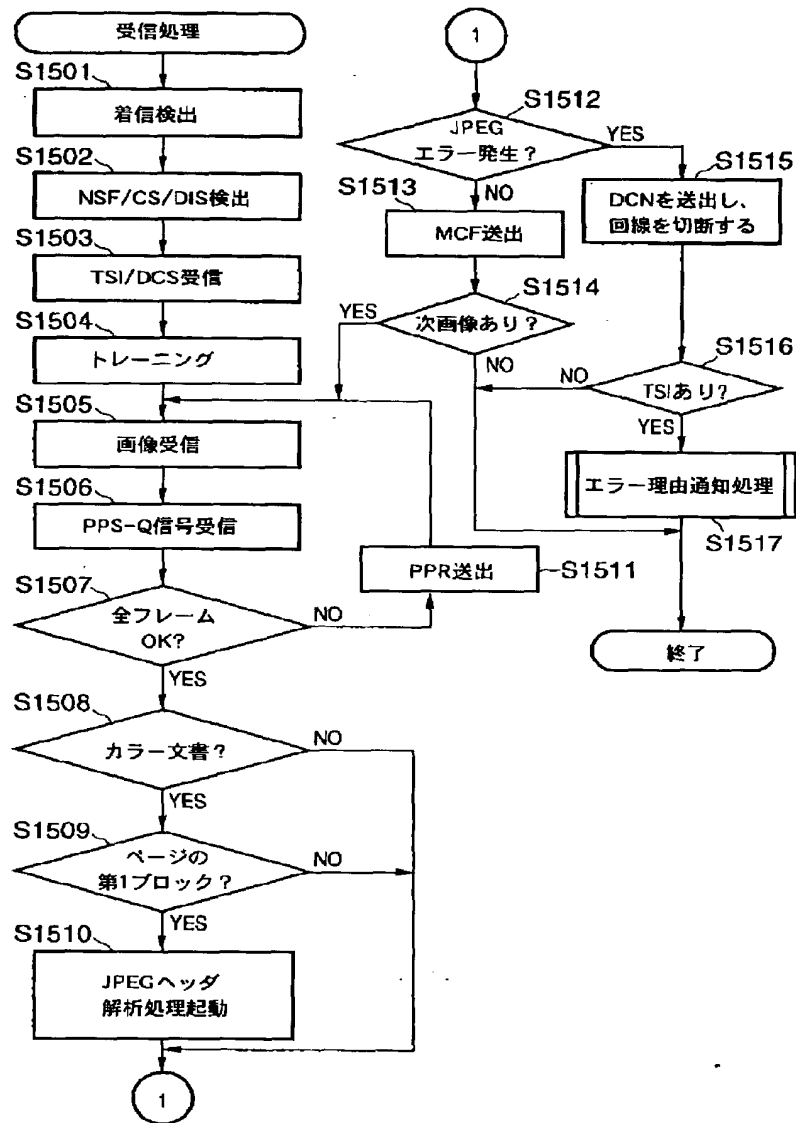 受信処理
S1501
着信検出
S1502
NSF/CS/DIS検出
S1503
TSI/DCS受信
S1504
トレーニング
S1505
画像受信
S1506
PPS-Q信号受信
S1507
全フレーム
OK?
NO
YES
S1508
カラー文書?
NO
YES
S1509
ページの
第1ブロック?
NO
YES
S1510
JPEGヘッダ
解析処理起動
1
1
S1512
JPEG
エラー発生?
YES
NO
S1513
MCF送出
S1514
次画像あり?
YES
NO
PPR送出
S1511
S1515
DCNを送出し、
回線を切断する
S1516
TSIあり?
NO
YES
エラー理由通知処理
S1517
終了